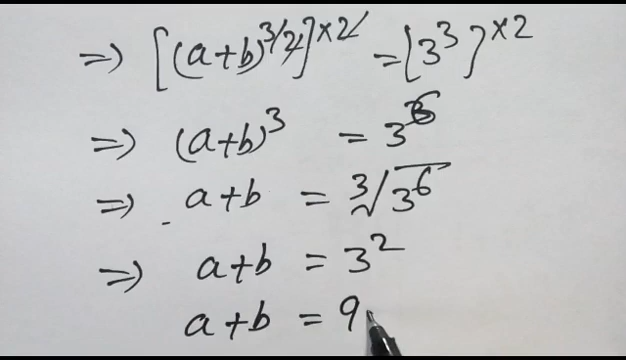 ⇒ [(a+b)^3/2]^×2 = [3^3]^×2
⇒ (a+b)^3 = 3^6
⇒ a+b = ∛3^6
⇒ a+b = 3^2
a+b = 9